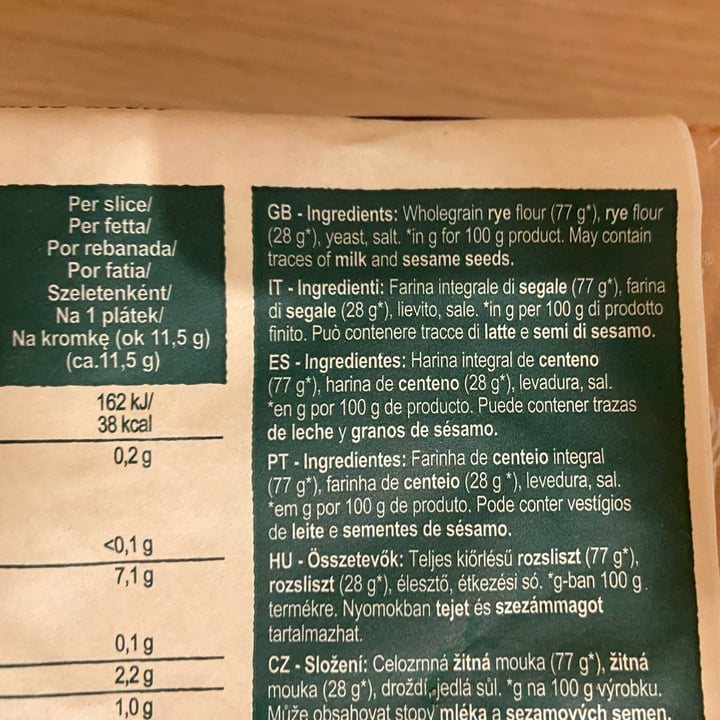 Per slice/
Per fetta/
Por rebanada/
Por fatia/
Szeletenként/
Na 1 plátek/
Na kromkę (ok 11,5 g)
(ca.11,5 g)
162 kJ/
38 kcal
0,2 g
<0,1 g
7,1 g
0,1 g
2,2 g
1,0 g
GB - Ingredients: Wholegrain rye flour (77 g*), rye flour
(28 g*), yeast, salt. *in g for 100 g product. May contain
traces of milk and sesame seeds.
IT - Ingredienti: Farina integrale di segale (77 g*), farina
di segale (28 g*), lievito, sale. *in g per 100 g di prodotto
finito. Può contenere tracce di latte e semi di sesamo.
ES - Ingredientes: Harina integral de centeno
(77 g*), harina de centeno (28 g*), levadura, sal.
*en g por 100 g de producto. Puede contener trazas
de leche y granos de sésamo.
PT - Ingredientes: Farinha de centeio integral
(77 g*), farinha de centeio (28 g *), levedura, sal.
*em g por 100 g de produto. Pode conter vestígios
de leite e sementes de sésamo.
HU - Összetevők: Teljes kiőrlésű rozsliszt (77 g*),
rozsliszt (28 g*), élesztő, étkezési só. *g-ban 100 g
termékre. Nyomokban tejet és szezámmagot
tartalmazhat.
CZ - Složení: Celozrnná žitná mouka (77 g*), žitná
mouka (28 g*), droždí, jedlá sůl. *g na 100 g výrobku.
Může obsahovat stopy mléka a sezamových semen.